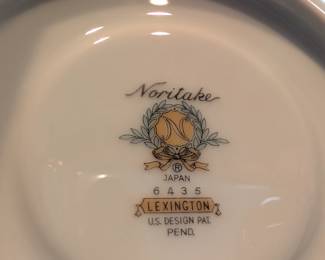 Noritake
N
®
JAPAN
6435
LEXINGTON
U.S. DESIGN PAT.
PEND.